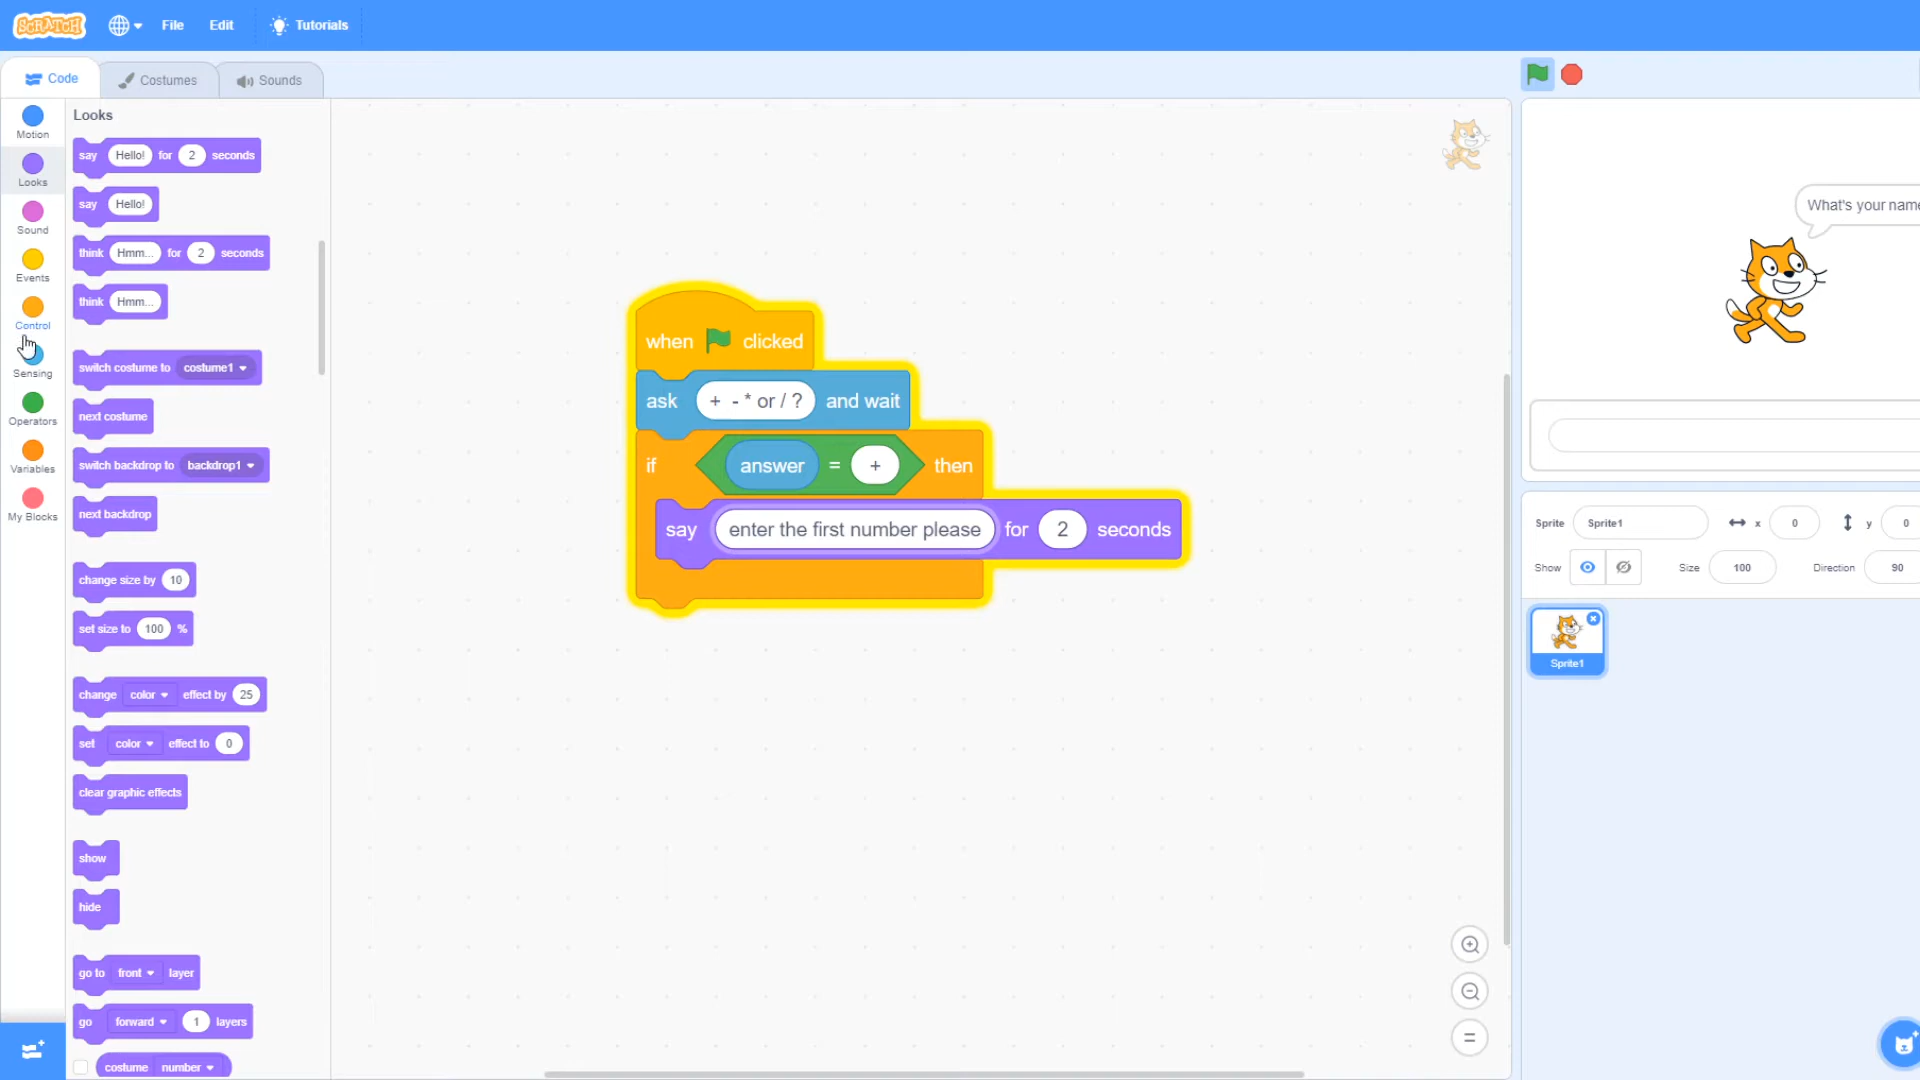 SCRATCH File Edit Tutorials
Code Costumes Sounds
Motion
Looks
Sound
Events
Control
Sensing
Operators
Variables
My Blocks
Looks
say Hello! for 2 seconds
say Hello!
think Hmm... for 2 seconds
think Hmm...
switch costume to costume1
next costume
switch backdrop to backdrop1
next backdrop
change size by 10
set size to 100 %
change color effect by 25
set color effect to 0
clear graphic effects
show
hide
go to front layer
go forward 1 layers
costume number
when clicked
ask + - * or / ? and wait
if answer = + then
say enter the first number please for 2 seconds
What's your name
Sprite Sprite1 x 0 y 0
Show Size 100 Direction 90
Sprite1